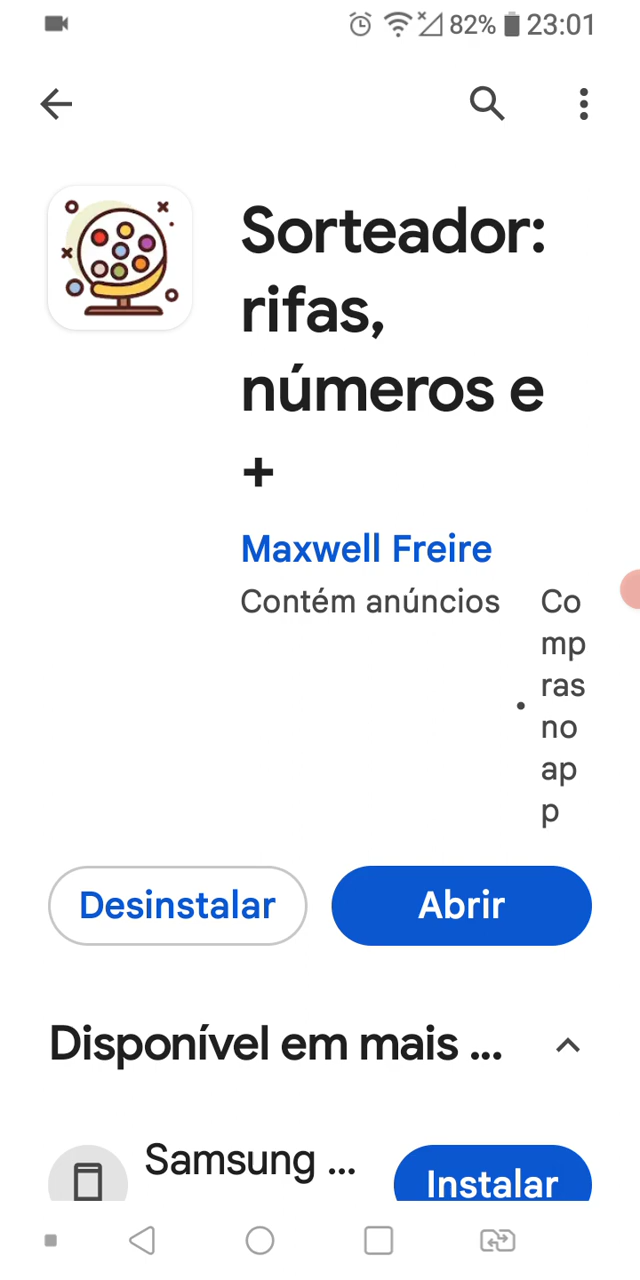 82% 23:01
Sorteador:
rifas,
números e
+
Maxwell Freire
Contém anúncios
•
Co
mp
ras
no
ap
p
Desinstalar
Abrir
Disponível em mais ...
Samsung ...
Instalar